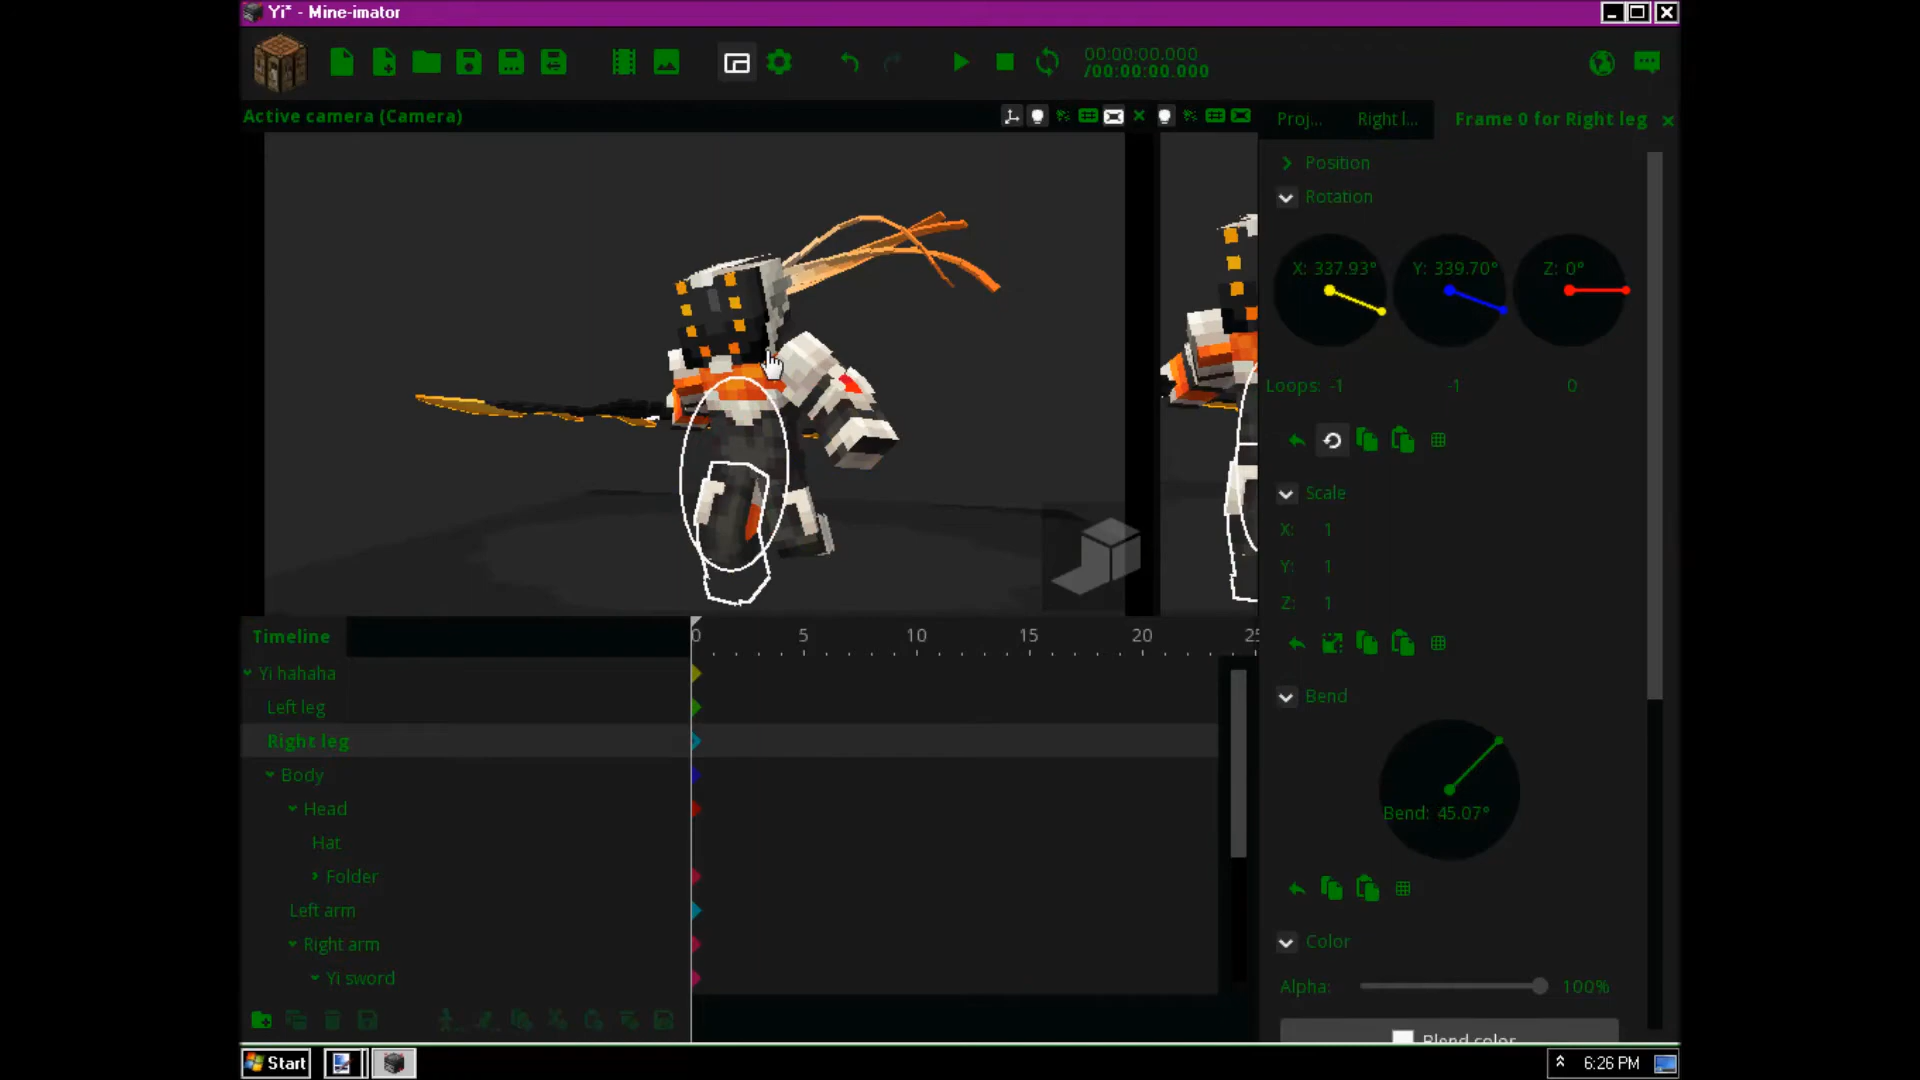 Yi* - Mine-imator
00:00:00.000
/00:00:00.000
Active camera (Camera)
Proj... Right l... Frame 0 for Right leg
Position
Rotation
X: 337.93° Y: 339.70° Z: 0°
Loops: -1 -1 0
Scale
X: 1
Y: 1
Z: 1
Timeline
0 5 10 15 20 25
Yi hahaha
Left leg
Right leg
Body
Head
Hat
Folder
Left arm
Right arm
Yi sword
Bend
Bend: 45.07°
Color
Alpha: 100%
Blend color
Start
6:26 PM